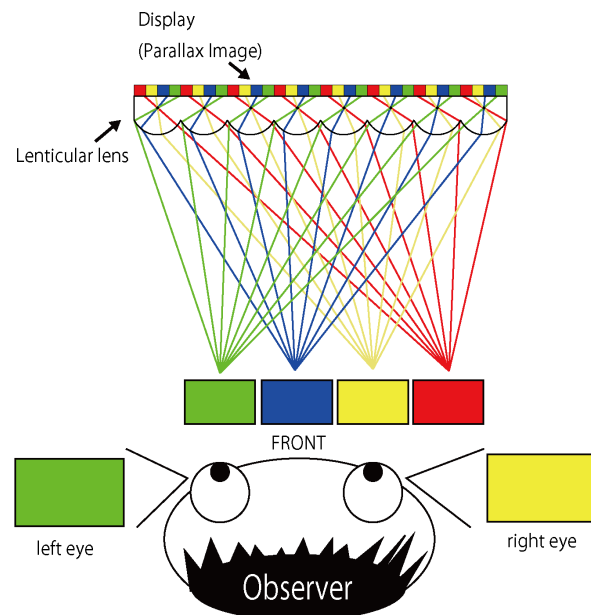 Display
(Parallax Image)
Lenticular lens
FRONT
left eye
right eye
Observer